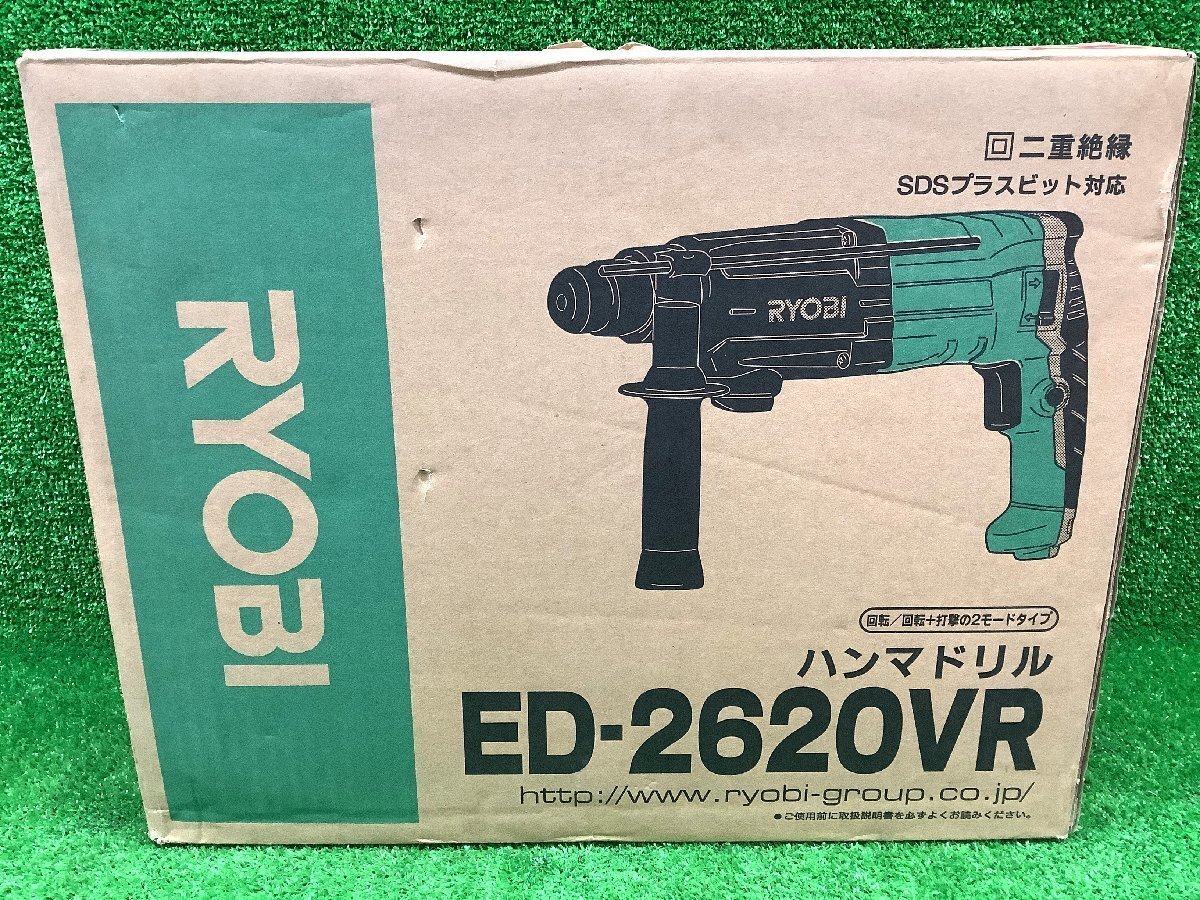 RYOBI
回 二重絶縁
SDSプラスビット対応
RYOBI
回転/回転+打撃の2モードタイプ
ハンマドリル
ED-2620VR
http://www.ryobi-group.co.jp/
●ご使用前に取扱説明書を必ずよくお読みください。